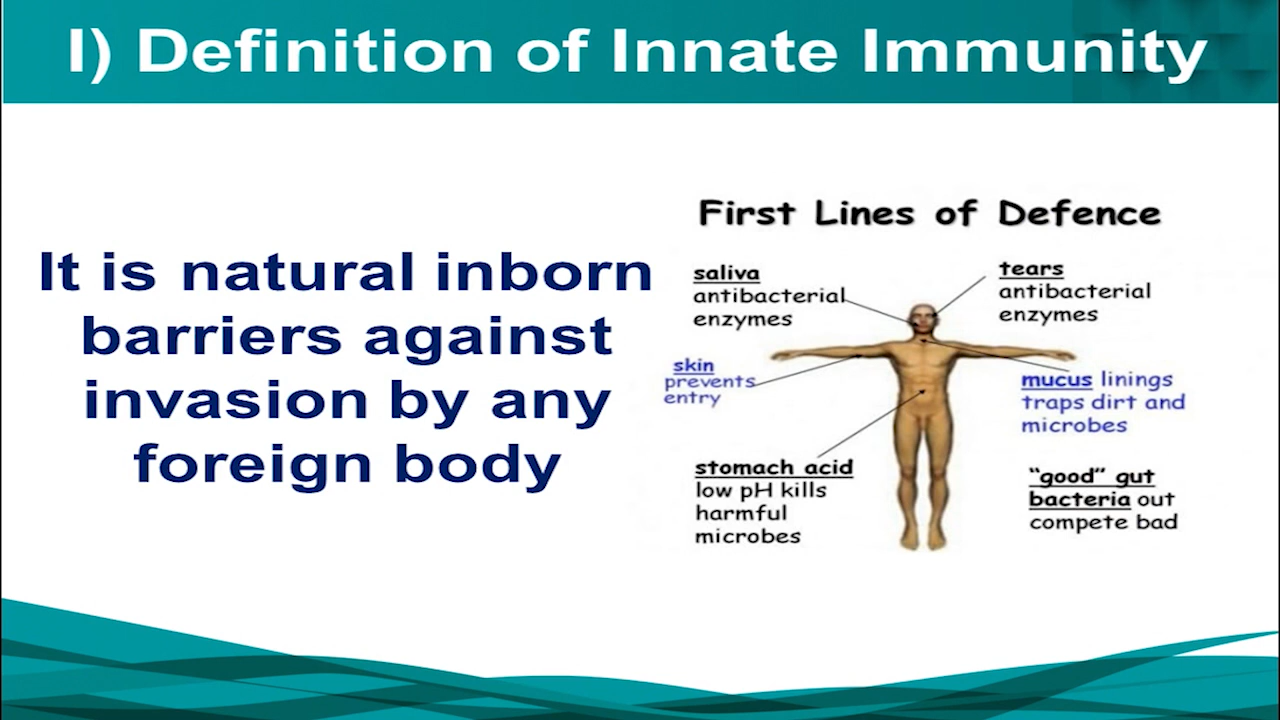 I) Definition of Innate Immunity
It is natural inborn
barriers against
invasion by any
foreign body
First Lines of Defence
saliva
antibacterial
enzymes
tears
antibacterial
enzymes
skin
prevents
entry
mucus linings
traps dirt and
microbes
stomach acid
low pH kills
harmful
microbes
“good” gut
bacteria out
compete bad